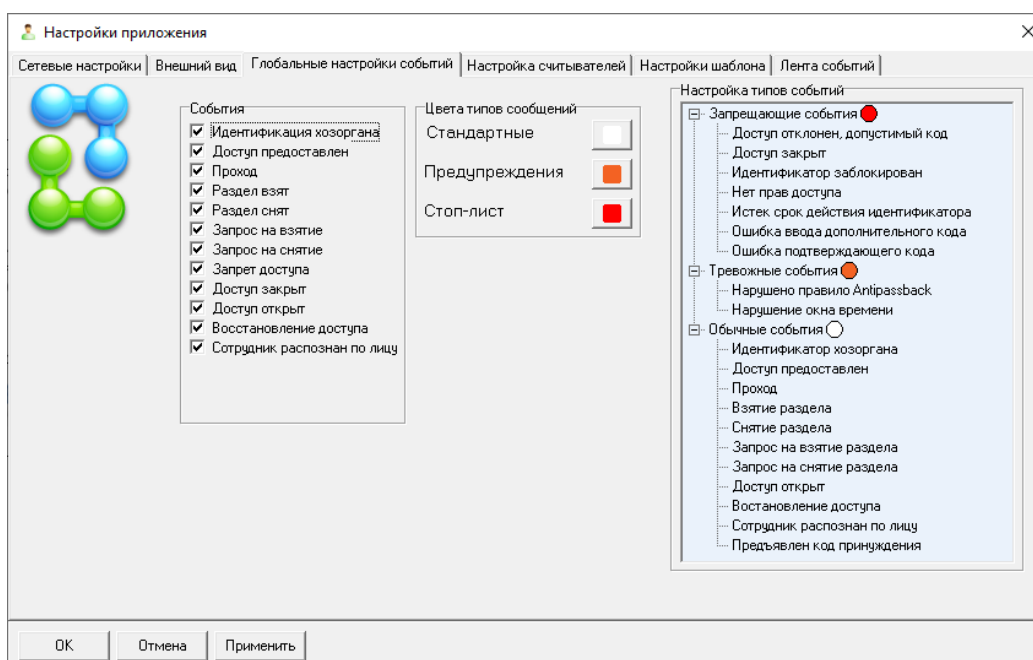 Настройки приложения
Сетевые настройки
Внешний вид
Глобальные настройки событий
Настройка считывателей
Настройки шаблона
Лента событий
События
Идентификация хозоргана
Доступ предоставлен
Проход
Раздел взят
Раздел снят
Запрос на взятие
Запрос на снятие
Запрет доступа
Доступ закрыт
Доступ открыт
Восстановление доступа
Сотрудник распознан по лицу
Цвета типов сообщений
Стандартные
Предупреждения
Стоп-лист
Настройка типов событий
Запрещающие события
Доступ отклонен, допустимый код
Доступ закрыт
Идентификатор заблокирован
Нет прав доступа
Истек срок действия идентификатора
Ошибка ввода дополнительного кода
Ошибка подтверждающего кода
Тревожные события
Нарушено правило Antipassback
Нарушение окна времени
Обычные события
Идентификатор хозоргана
Доступ предоставлен
Проход
Взятие раздела
Снятие раздела
Запрос на взятие раздела
Запрос на снятие раздела
Доступ открыт
Востановление доступа
Сотрудник распознан по лицу
Предъявлен код принуждения
OK
Отмена
Применить